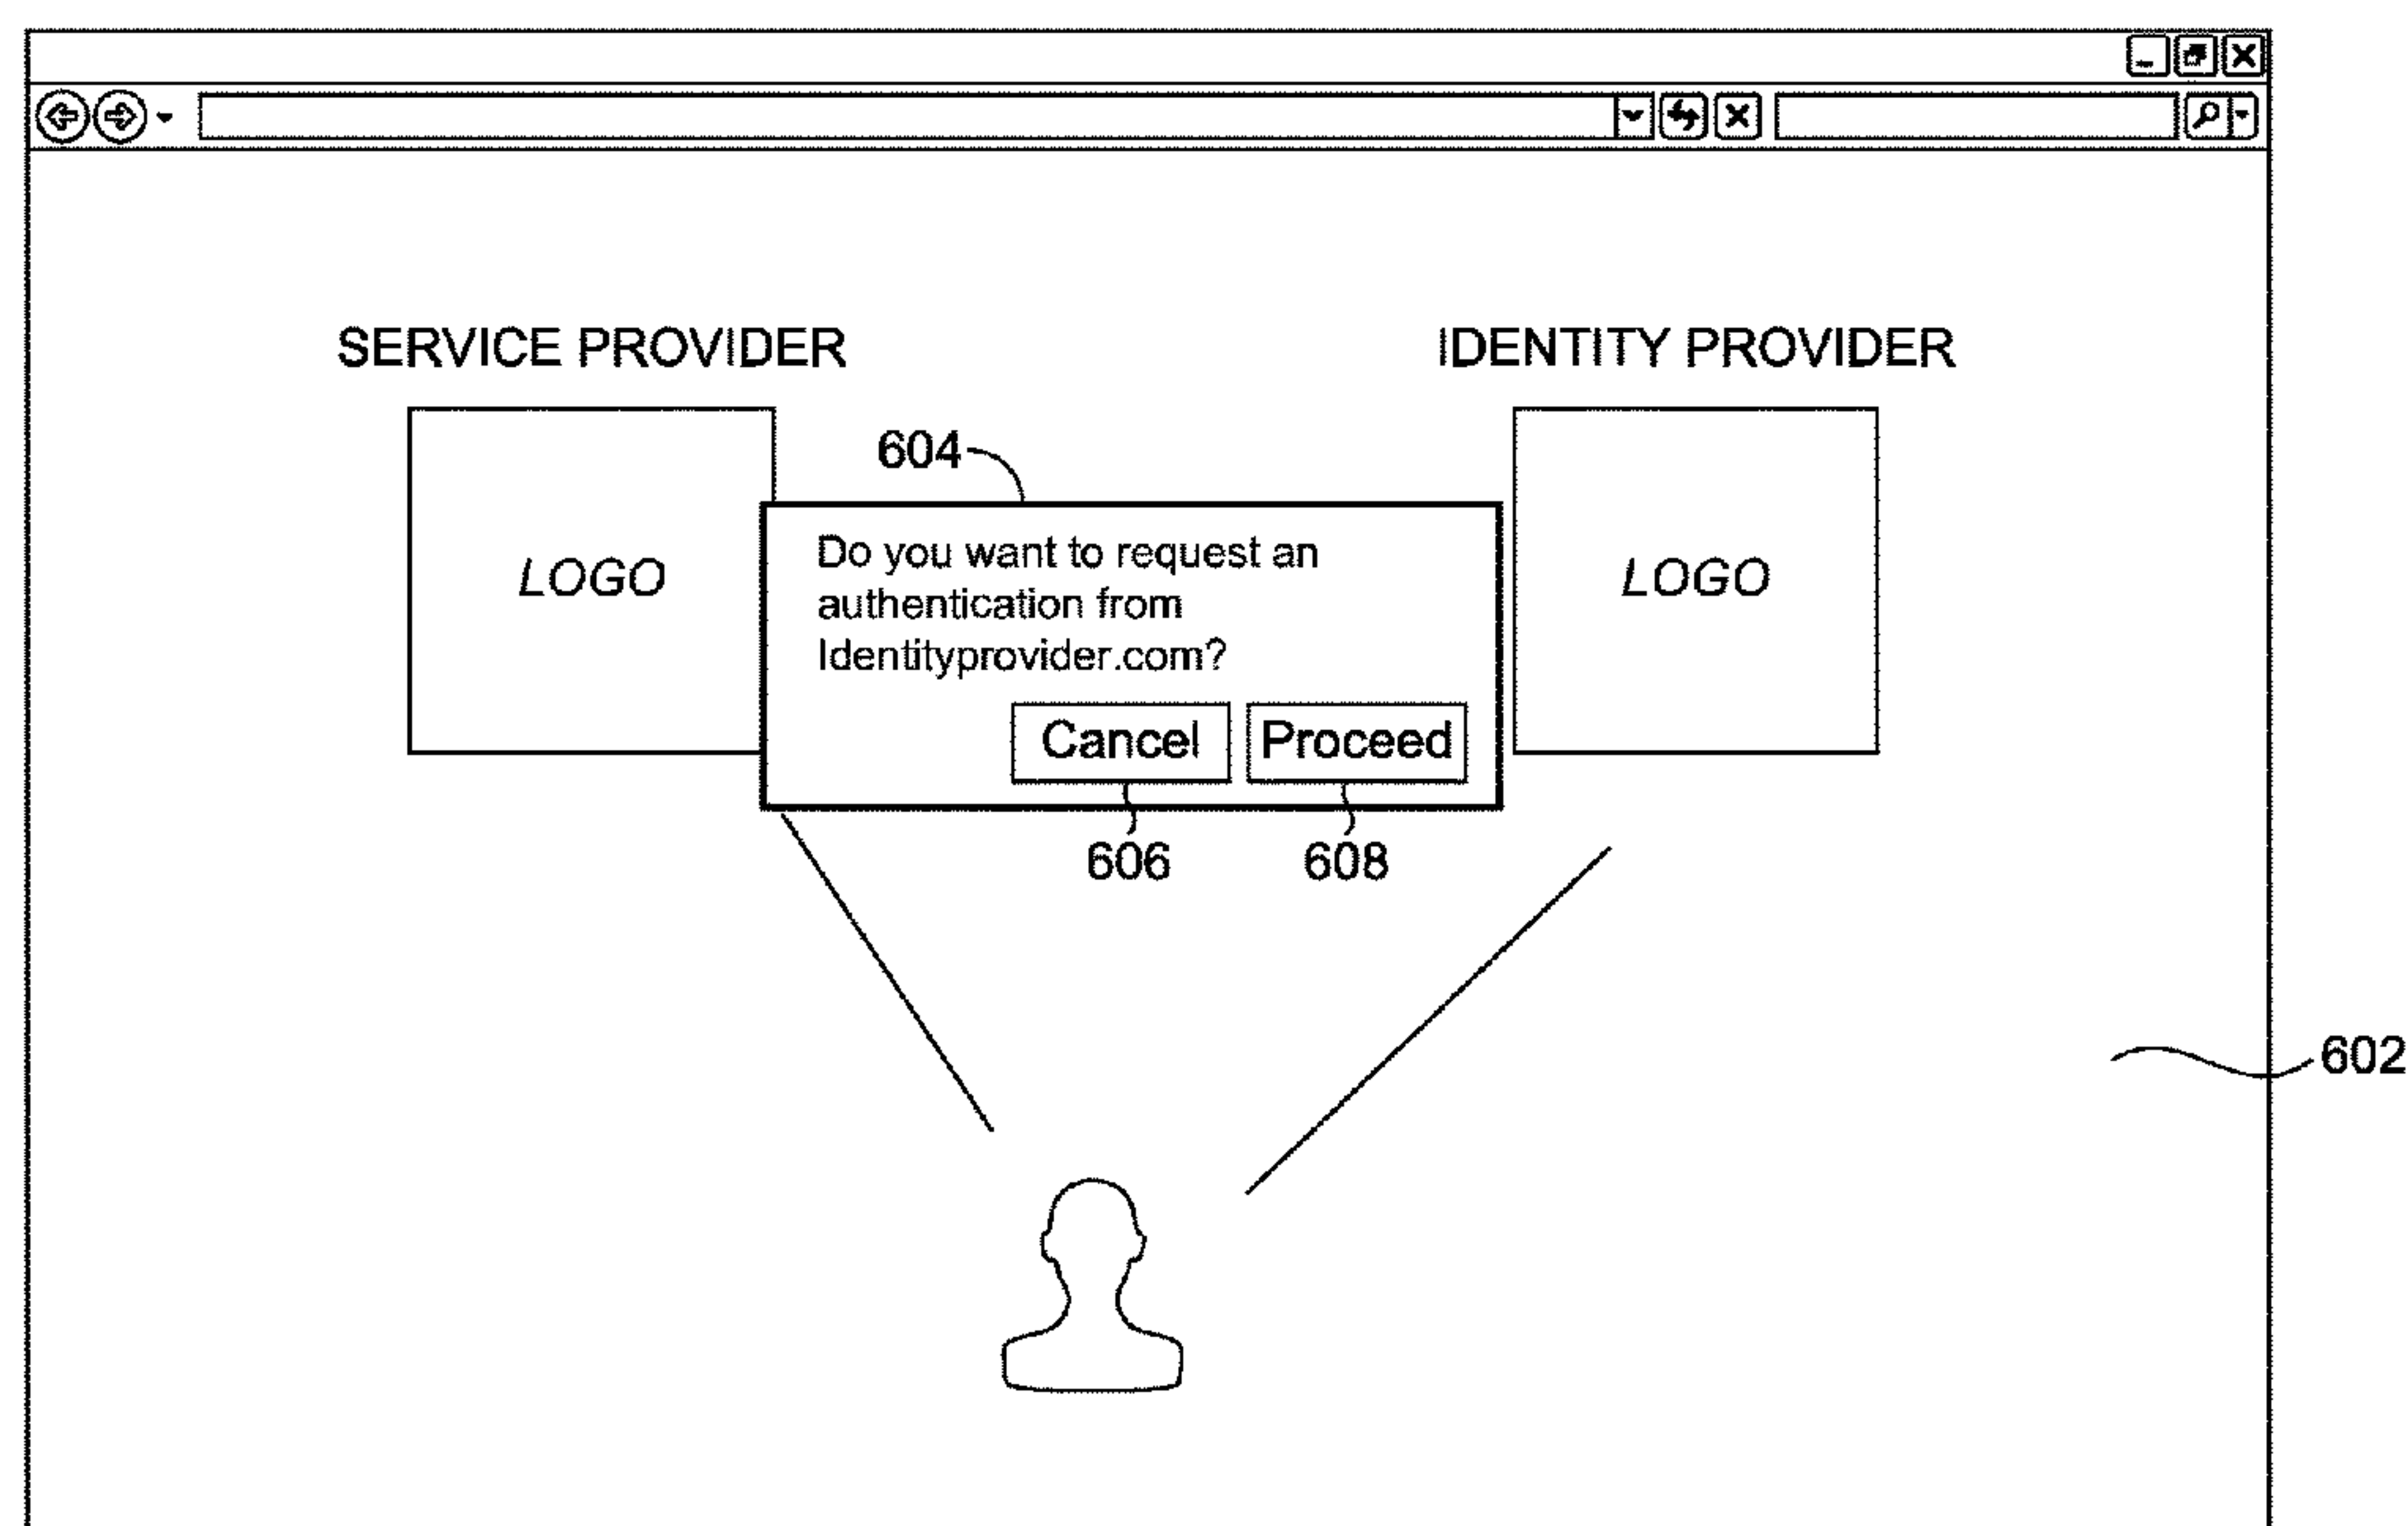 SERVICE PROVIDER
IDENTITY PROVIDER
LOGO
604
Do you want to request an
authentication from
Identityprovider.com?
Cancel
Proceed
LOGO
606
608
602